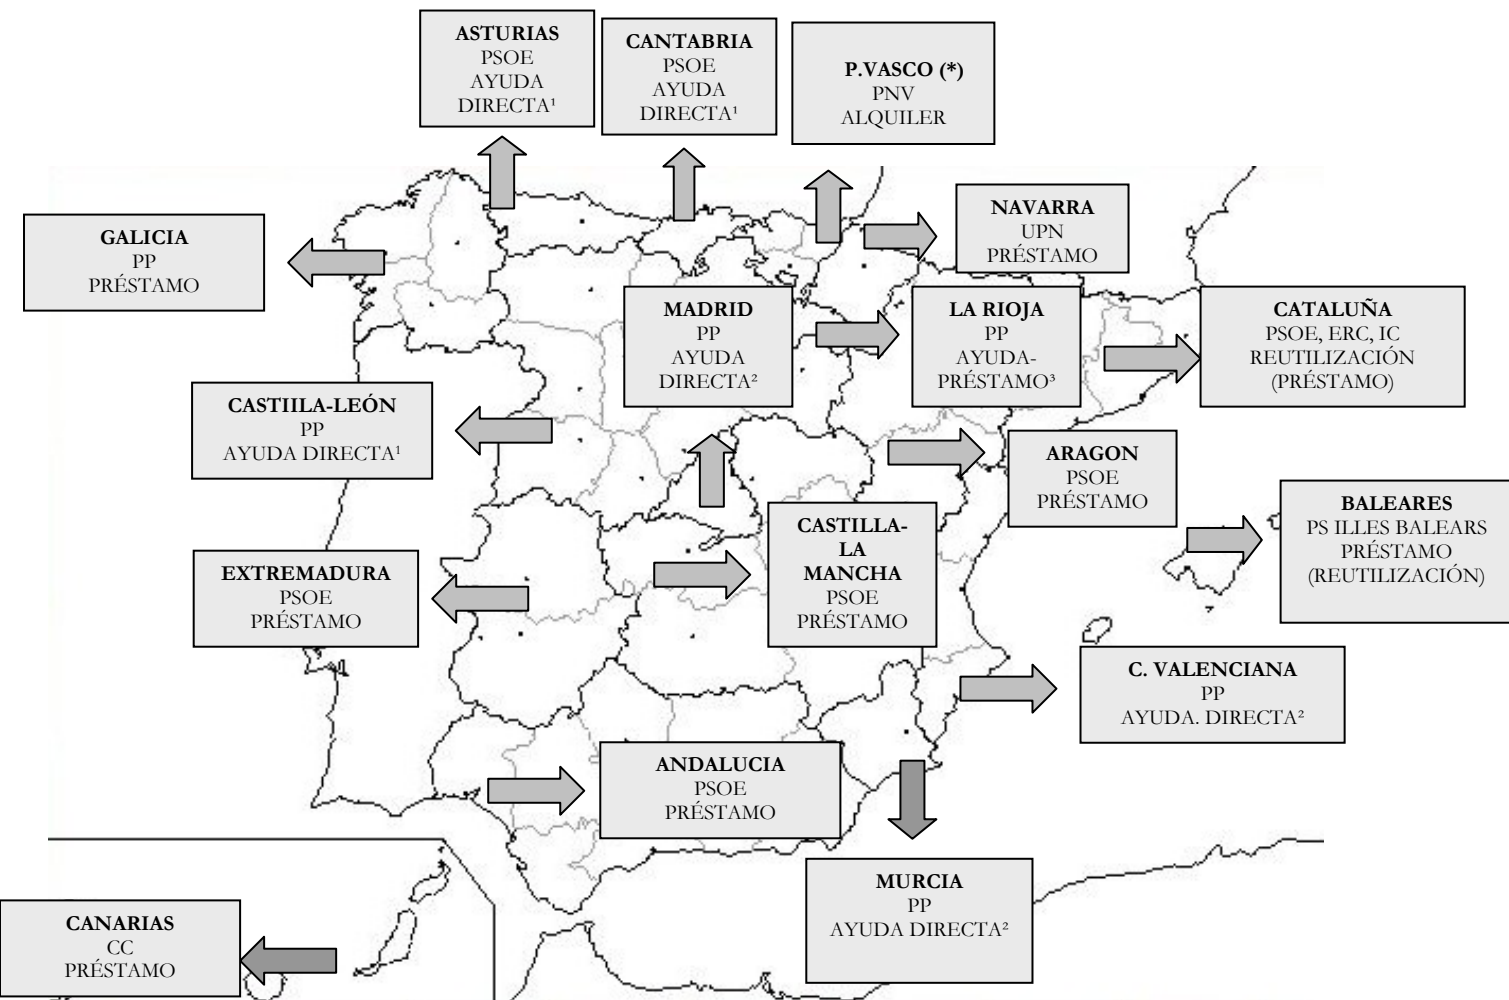 ASTURIAS
PSOE
AYUDA
DIRECTA¹
CANTABRIA
PSOE
AYUDA
DIRECTA¹
P.VASCO (*)
PNV
ALQUILER
NAVARRA
UPN
PRÉSTAMO
GALICIA
PP
PRÉSTAMO
MADRID
PP
AYUDA
DIRECTA²
LA RIOJA
PP
AYUDA-
PRÉSTAMO³
CATALUÑA
PSOE, ERC, IC
REUTILIZACIÓN
(PRÉSTAMO)
CASTIILA-LEÓN
PP
AYUDA DIRECTA¹
ARAGON
PSOE
PRÉSTAMO
BALEARES
PS ILLES BALEARS
PRÉSTAMO
(REUTILIZACIÓN)
CASTILLA-
LA
MANCHA
PSOE
PRÉSTAMO
EXTREMADURA
PSOE
PRÉSTAMO
C. VALENCIANA
PP
AYUDA. DIRECTA²
ANDALUCIA
PSOE
PRÉSTAMO
MURCIA
PP
AYUDA DIRECTA²
CANARIAS
CC
PRÉSTAMO